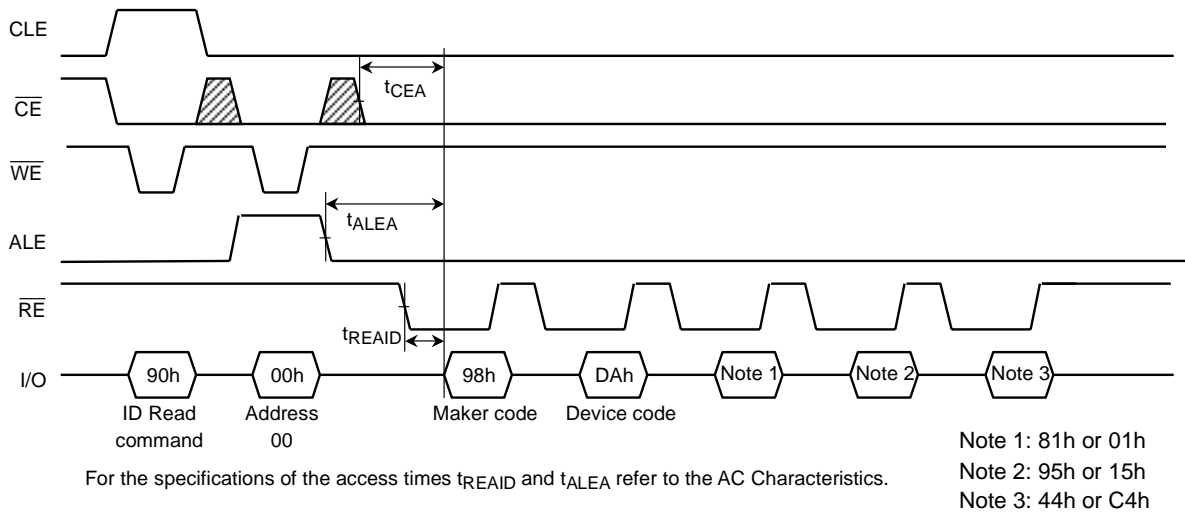 CLE
tCEA
CE
WE
tALEA
ALE
RE
tREAID
I/O
90h
00h
98h
DAh
Note 1
Note 2
Note 3
ID Read
command
Address
00
Maker code
Device code
Note 1: 81h or 01h
Note 2: 95h or 15h
Note 3: 44h or C4h
For the specifications of the access times tREAID and tALEA refer to the AC Characteristics.